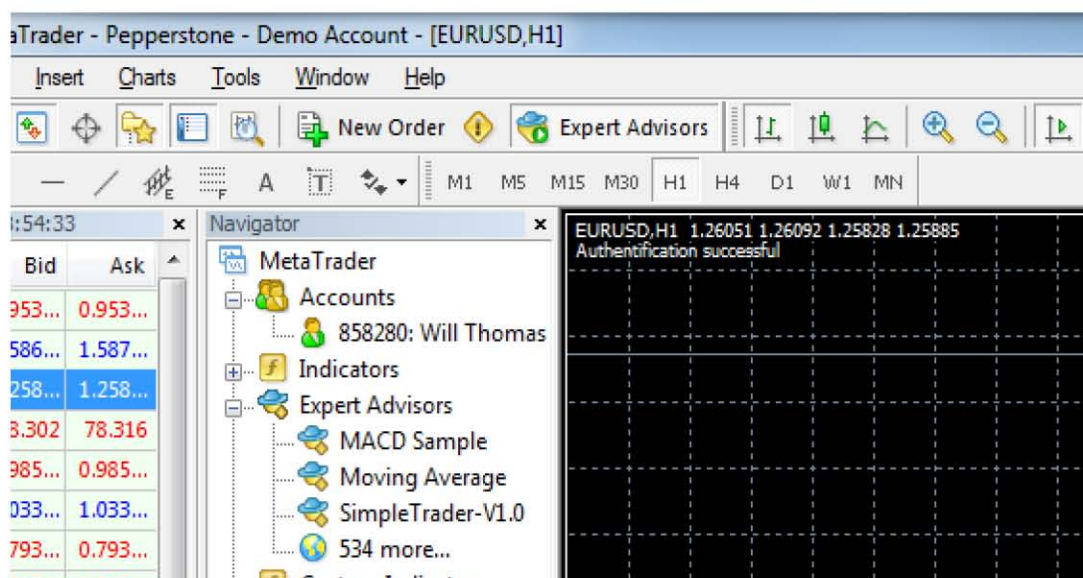 aTrader - Pepperstone - Demo Account - [EURUSD,H1]
Insert Charts Tools Window Help
New Order Expert Advisors
E F A T M1 M5 M15 M30 H1 H4 D1 W1 MN
:54:33 Navigator
EURUSD,H1 1.26051 1.26092 1.25828 1.25885
Authentification successful
Bid Ask
MetaTrader
Accounts
858280: Will Thomas
Indicators
Expert Advisors
MACD Sample
Moving Average
SimpleTrader-V1.0
534 more...
953... 0.953...
586... 1.587...
258... 1.258...
8.302 78.316
985... 0.985...
033... 1.033...
793... 0.793...